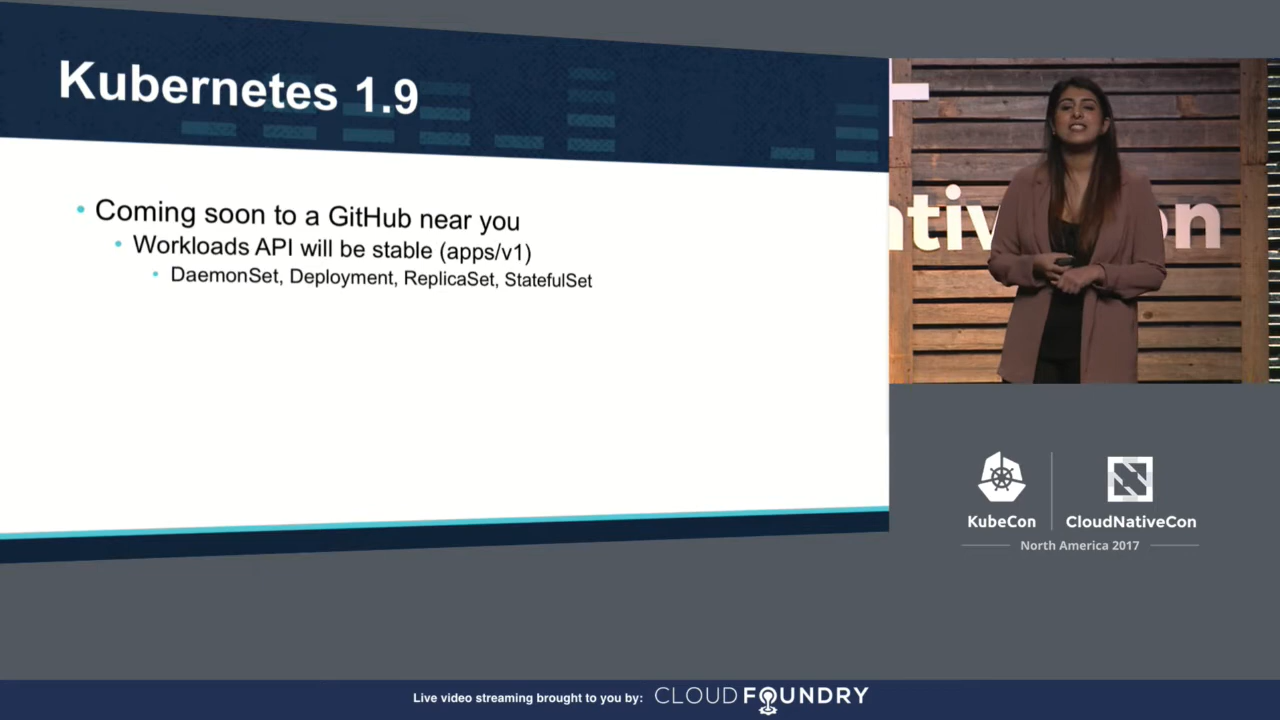 Kubernetes 1.9
Coming soon to a GitHub near you
Workloads API will be stable (apps/v1)
DaemonSet, Deployment, ReplicaSet, StatefulSet
KubeCon
CloudNativeCon
North America 2017
Live video streaming brought to you by: CLOUD FOUNDRY